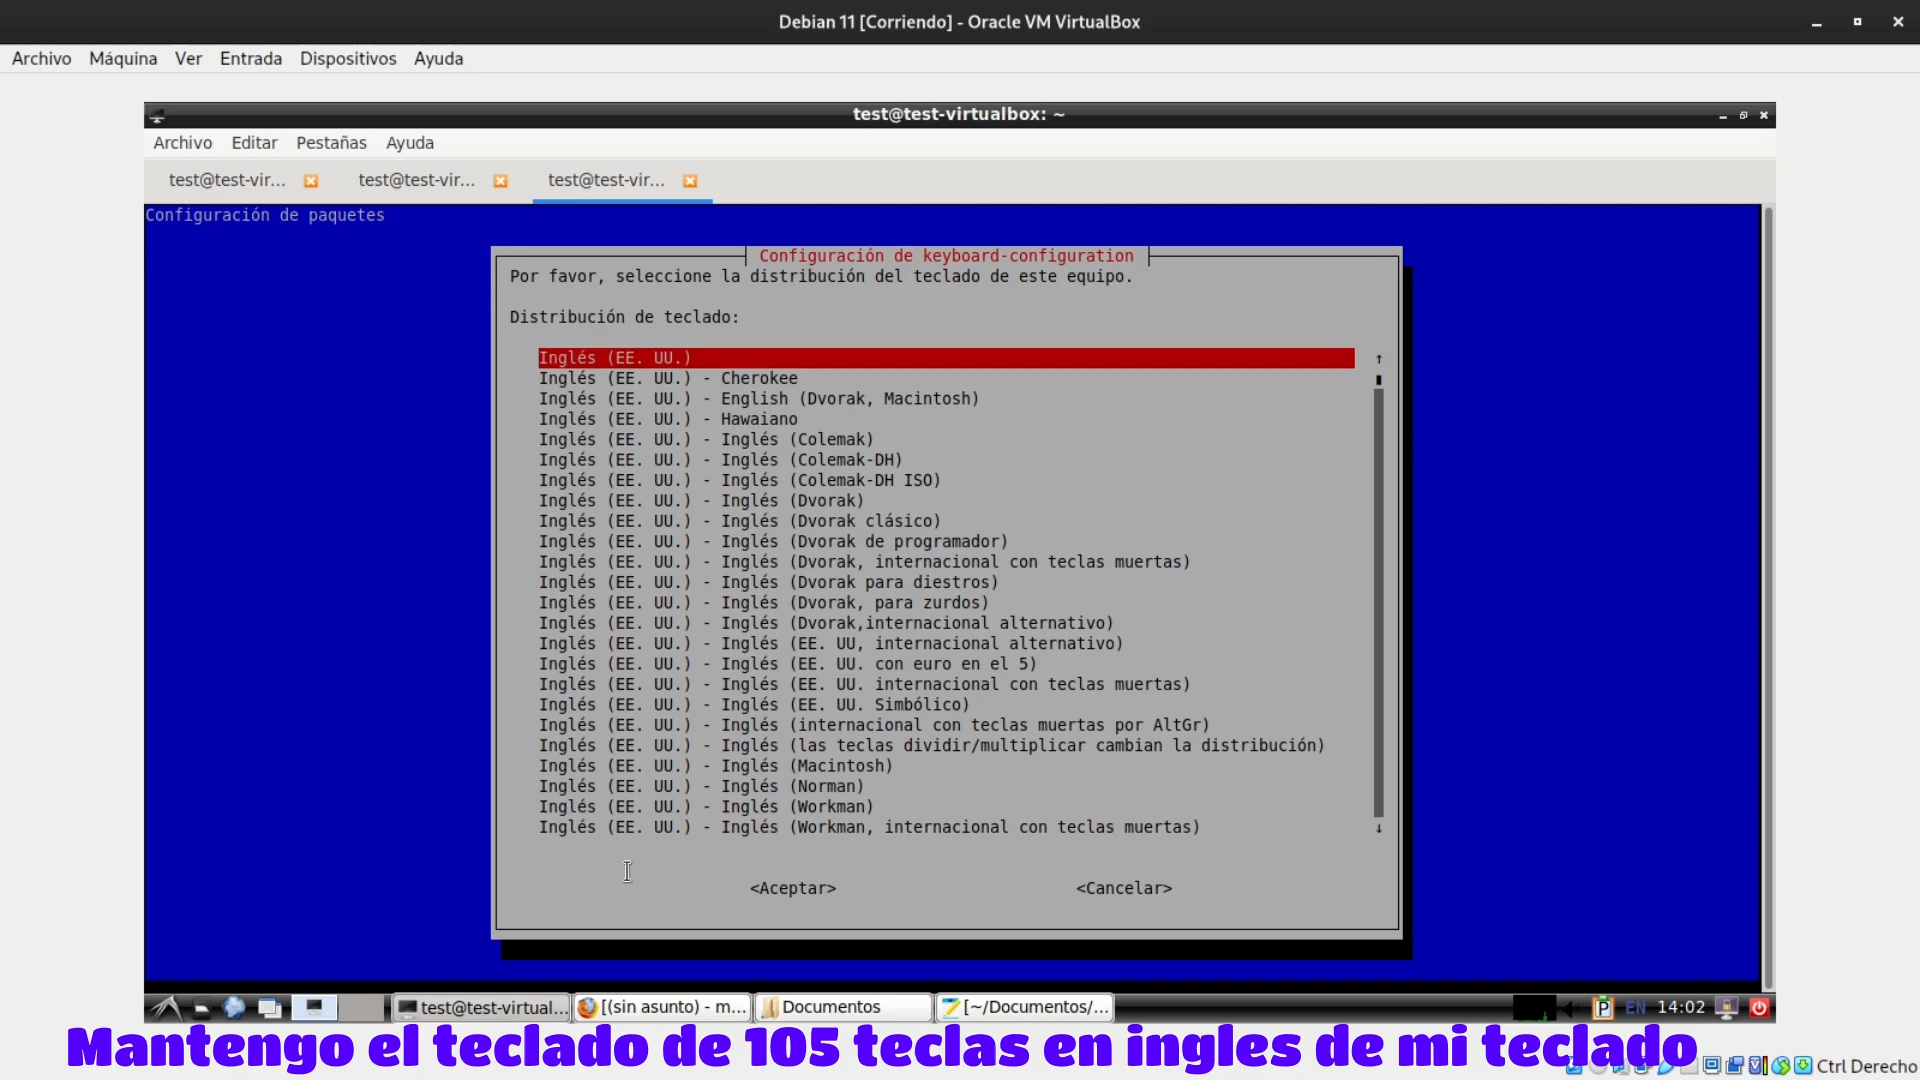 Debian 11 [Corriendo] - Oracle VM VirtualBox
Archivo Máquina Ver Entrada Dispositivos Ayuda
test@test-virtualbox: ~
Archivo Editar Pestañas Ayuda
test@test-vir... test@test-vir... test@test-vir...
Configuración de paquetes
Configuración de keyboard-configuration
Por favor, seleccione la distribución del teclado de este equipo.
Distribución de teclado:
Inglés (EE. UU.)
Inglés (EE. UU.) - Cherokee
Inglés (EE. UU.) - English (Dvorak, Macintosh)
Inglés (EE. UU.) - Hawaiano
Inglés (EE. UU.) - Inglés (Colemak)
Inglés (EE. UU.) - Inglés (Colemak-DH)
Inglés (EE. UU.) - Inglés (Colemak-DH ISO)
Inglés (EE. UU.) - Inglés (Dvorak)
Inglés (EE. UU.) - Inglés (Dvorak clásico)
Inglés (EE. UU.) - Inglés (Dvorak de programador)
Inglés (EE. UU.) - Inglés (Dvorak, internacional con teclas muertas)
Inglés (EE. UU.) - Inglés (Dvorak para diestros)
Inglés (EE. UU.) - Inglés (Dvorak, para zurdos)
Inglés (EE. UU.) - Inglés (Dvorak,internacional alternativo)
Inglés (EE. UU.) - Inglés (EE. UU, internacional alternativo)
Inglés (EE. UU.) - Inglés (EE. UU. con euro en el 5)
Inglés (EE. UU.) - Inglés (EE. UU. internacional con teclas muertas)
Inglés (EE. UU.) - Inglés (EE. UU. Simbólico)
Inglés (EE. UU.) - Inglés (internacional con teclas muertas por AltGr)
Inglés (EE. UU.) - Inglés (las teclas dividir/multiplicar cambian la distribución)
Inglés (EE. UU.) - Inglés (Macintosh)
Inglés (EE. UU.) - Inglés (Norman)
Inglés (EE. UU.) - Inglés (Workman)
Inglés (EE. UU.) - Inglés (Workman, internacional con teclas muertas)
<Aceptar> <Cancelar>
test@test-virtual... [(sin asunto) - m... Documentos [~/Documentos/... EN 14:02
Mantengo el teclado de 105 teclas en ingles de mi teclado
Ctrl Derecho